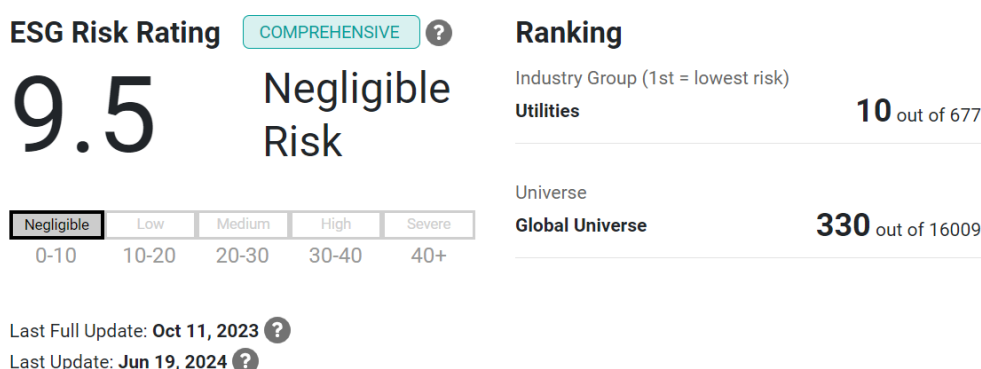 ESG Risk Rating COMPREHENSIVE ?
9.5 Negligible
Risk
Negligible Low Medium High Severe
0-10 10-20 20-30 30-40 40+
Last Full Update: Oct 11, 2023 ?
Last Update: Jun 19, 2024 ?
Ranking
Industry Group (1st = lowest risk)
Utilities 10 out of 677
Universe
Global Universe 330 out of 16009